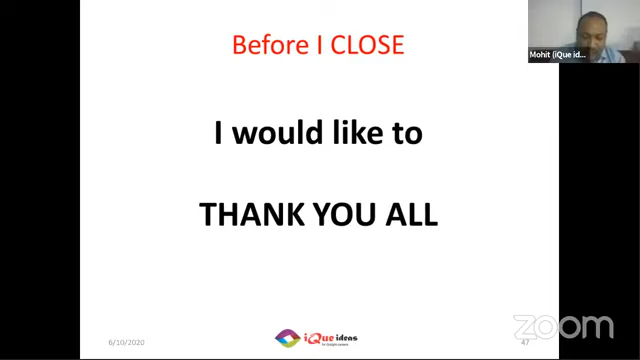 Before I CLOSE
Mohit (iQue id...
I would like to
THANK YOU ALL
6/10/2020
iQue ideas
47
zoom